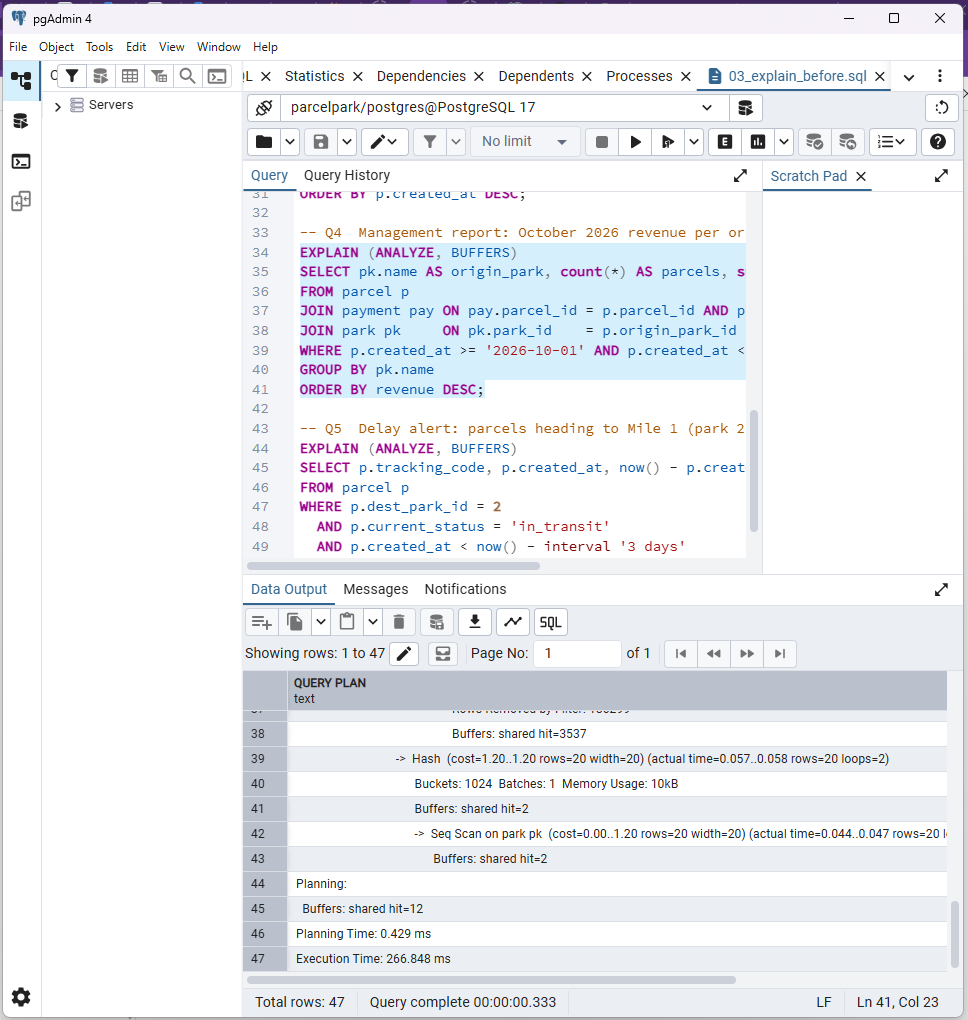 pgAdmin 4
File Object Tools Edit View Window Help
Statistics Dependencies Dependents Processes 03_explain_before.sql
Servers
parcelpark/postgres@PostgreSQL 17
No limit
E
Query Query History
Scratch Pad
31 ORDER BY p.created_at DESC;
32
33 -- Q4  Management report: October 2026 revenue per or
34 EXPLAIN (ANALYZE, BUFFERS)
35 SELECT pk.name AS origin_park, count(*) AS parcels, s
36 FROM parcel p
37 JOIN payment pay ON pay.parcel_id = p.parcel_id AND p
38 JOIN park pk     ON pk.park_id    = p.origin_park_id
39 WHERE p.created_at >= '2026-10-01' AND p.created_at <
40 GROUP BY pk.name
41 ORDER BY revenue DESC;
42
43 -- Q5  Delay alert: parcels heading to Mile 1 (park 2
44 EXPLAIN (ANALYZE, BUFFERS)
45 SELECT p.tracking_code, p.created_at, now() - p.creat
46 FROM parcel p
47 WHERE p.dest_park_id = 2
48   AND p.current_status = 'in_transit'
49   AND p.created_at < now() - interval '3 days'
Data Output Messages Notifications
SQL
Showing rows: 1 to 47 Page No: 1 of 1
QUERY PLAN
text
38 Buffers: shared hit=3537
39 -> Hash (cost=1.20..1.20 rows=20 width=20) (actual time=0.057..0.058 rows=20 loops=2)
40 Buckets: 1024 Batches: 1 Memory Usage: 10kB
41 Buffers: shared hit=2
42 -> Seq Scan on park pk (cost=0.00..1.20 rows=20 width=20) (actual time=0.044..0.047 rows=20
43 Buffers: shared hit=2
44 Planning:
45 Buffers: shared hit=12
46 Planning Time: 0.429 ms
47 Execution Time: 266.848 ms
Total rows: 47 Query complete 00:00:00.333 LF Ln 41, Col 23